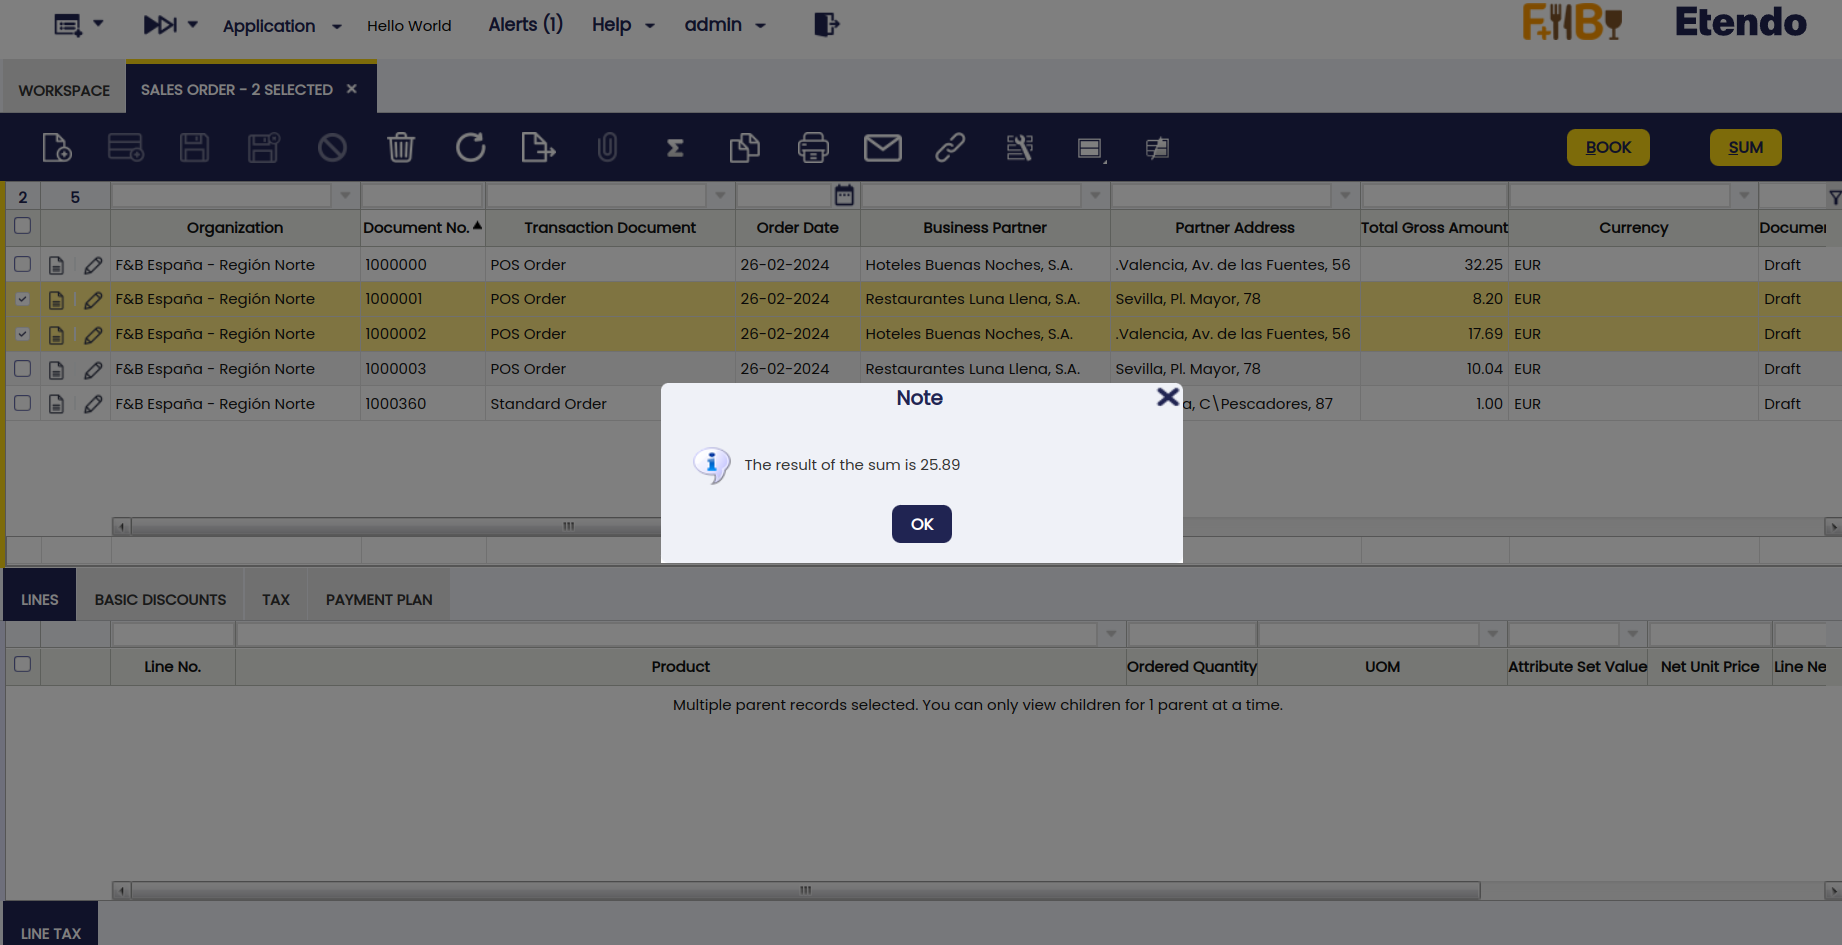 Application
Hello World
Alerts (1)
Help
admin
F+B
Etendo
WORKSPACE
SALES ORDER - 2 SELECTED
BOOK
SUM
2 5
Organization Document No. Transaction Document Order Date Business Partner Partner Address Total Gross Amount Currency Documen
F&B España - Región Norte 1000000 POS Order 26-02-2024 Hoteles Buenas Noches, S.A. .Valencia, Av. de las Fuentes, 56 32.25 EUR Draft
F&B España - Región Norte 1000001 POS Order 26-02-2024 Restaurantes Luna Llena, S.A. Sevilla, Pl. Mayor, 78 8.20 EUR Draft
F&B España - Región Norte 1000002 POS Order 26-02-2024 Hoteles Buenas Noches, S.A. .Valencia, Av. de las Fuentes, 56 17.69 EUR Draft
F&B España - Región Norte 1000003 POS Order 26-02-2024 Restaurantes Luna Llena, S.A. Sevilla, Pl. Mayor, 78 10.04 EUR Draft
F&B España - Región Norte 1000360 Standard Order a, C\Pescadores, 87 1.00 EUR Draft
Note
The result of the sum is 25.89
OK
LINES
BASIC DISCOUNTS
TAX
PAYMENT PLAN
Line No. Product Ordered Quantity UOM Attribute Set Value Net Unit Price Line Ne
Multiple parent records selected. You can only view children for 1 parent at a time.
LINE TAX